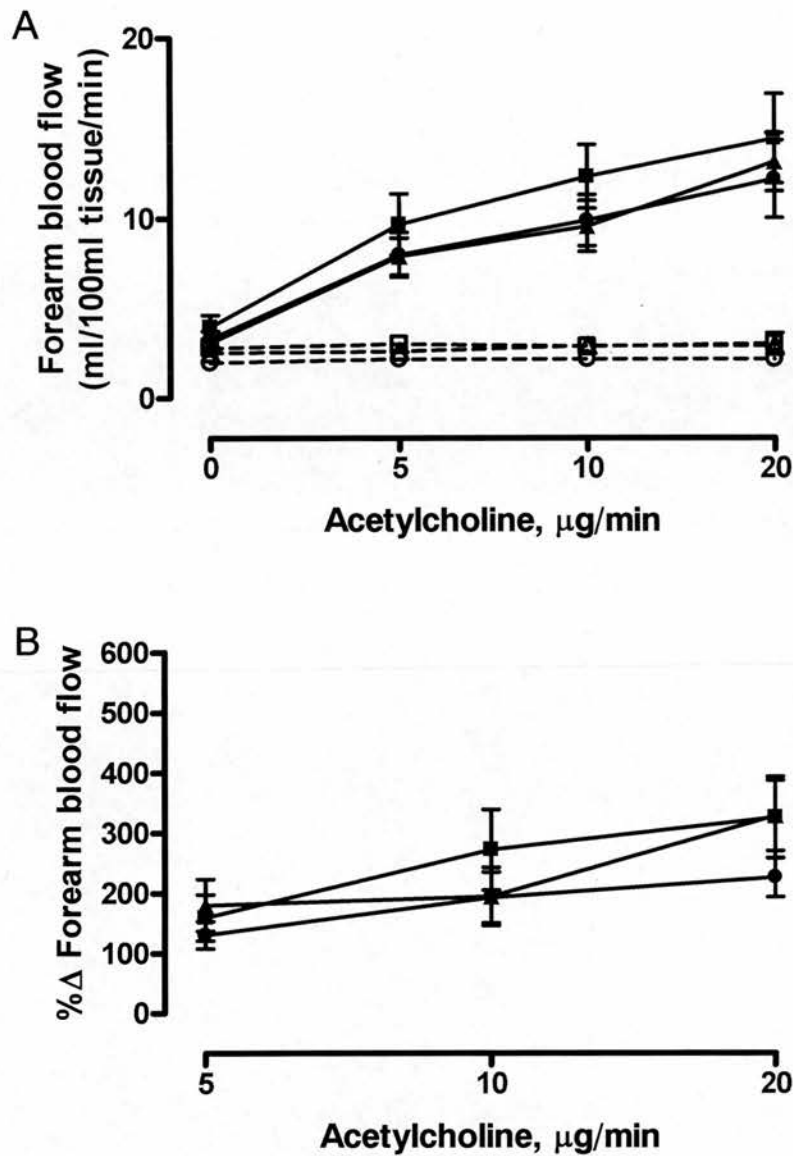 A
Forearm blood flow
(ml/100ml tissue/min)
20
10
0
0 5 10 20
Acetylcholine, μg/min
B
%Δ Forearm blood flow
600
500
400
300
200
100
0
5 10 20
Acetylcholine, μg/min